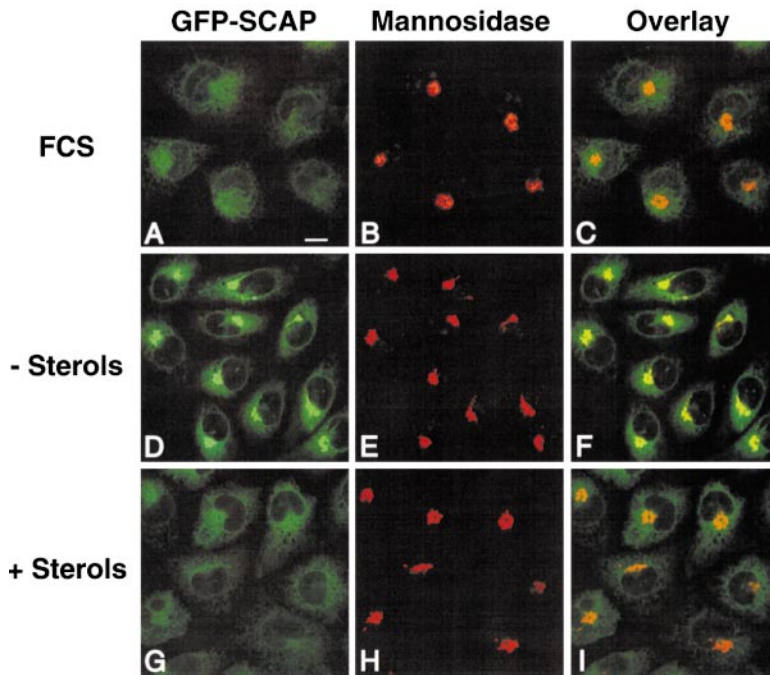 GFP-SCAP Mannosidase Overlay
FCS
A B C
- Sterols
D E F
+ Sterols
G H I